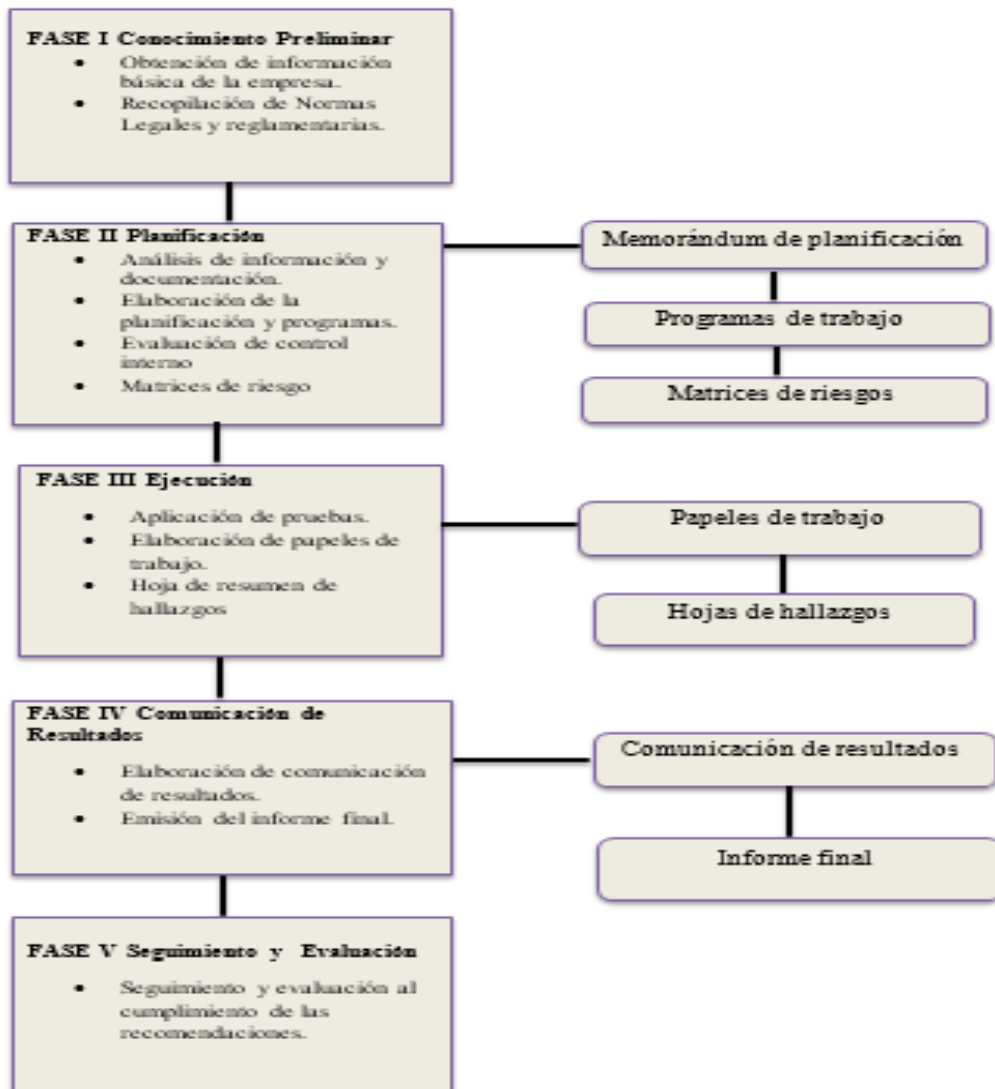 FASE I Conocimiento Preliminar
• Obtención de información
básica de la empresa.
• Recopilación de Normas
Legales y reglamentarias.
FASE II Planificación
• Análisis de información y
documentación.
• Elaboración de la
planificación y programas.
• Evaluación de control
interno
• Matrices de riesgo
Memorándum de planificación
Programas de trabajo
Matrices de riesgos
FASE III Ejecución
• Aplicación de pruebas.
• Elaboración de papeles de
trabajo.
• Hoja de resumen de
hallazgos
Papeles de trabajo
Hojas de hallazgos
FASE IV Comunicación de
Resultados
• Elaboración de comunicación
de resultados.
• Emisión del informe final.
Comunicación de resultados
Informe final
FASE V Seguimiento y Evaluación
• Seguimiento y evaluación al
cumplimiento de las
recomendaciones.